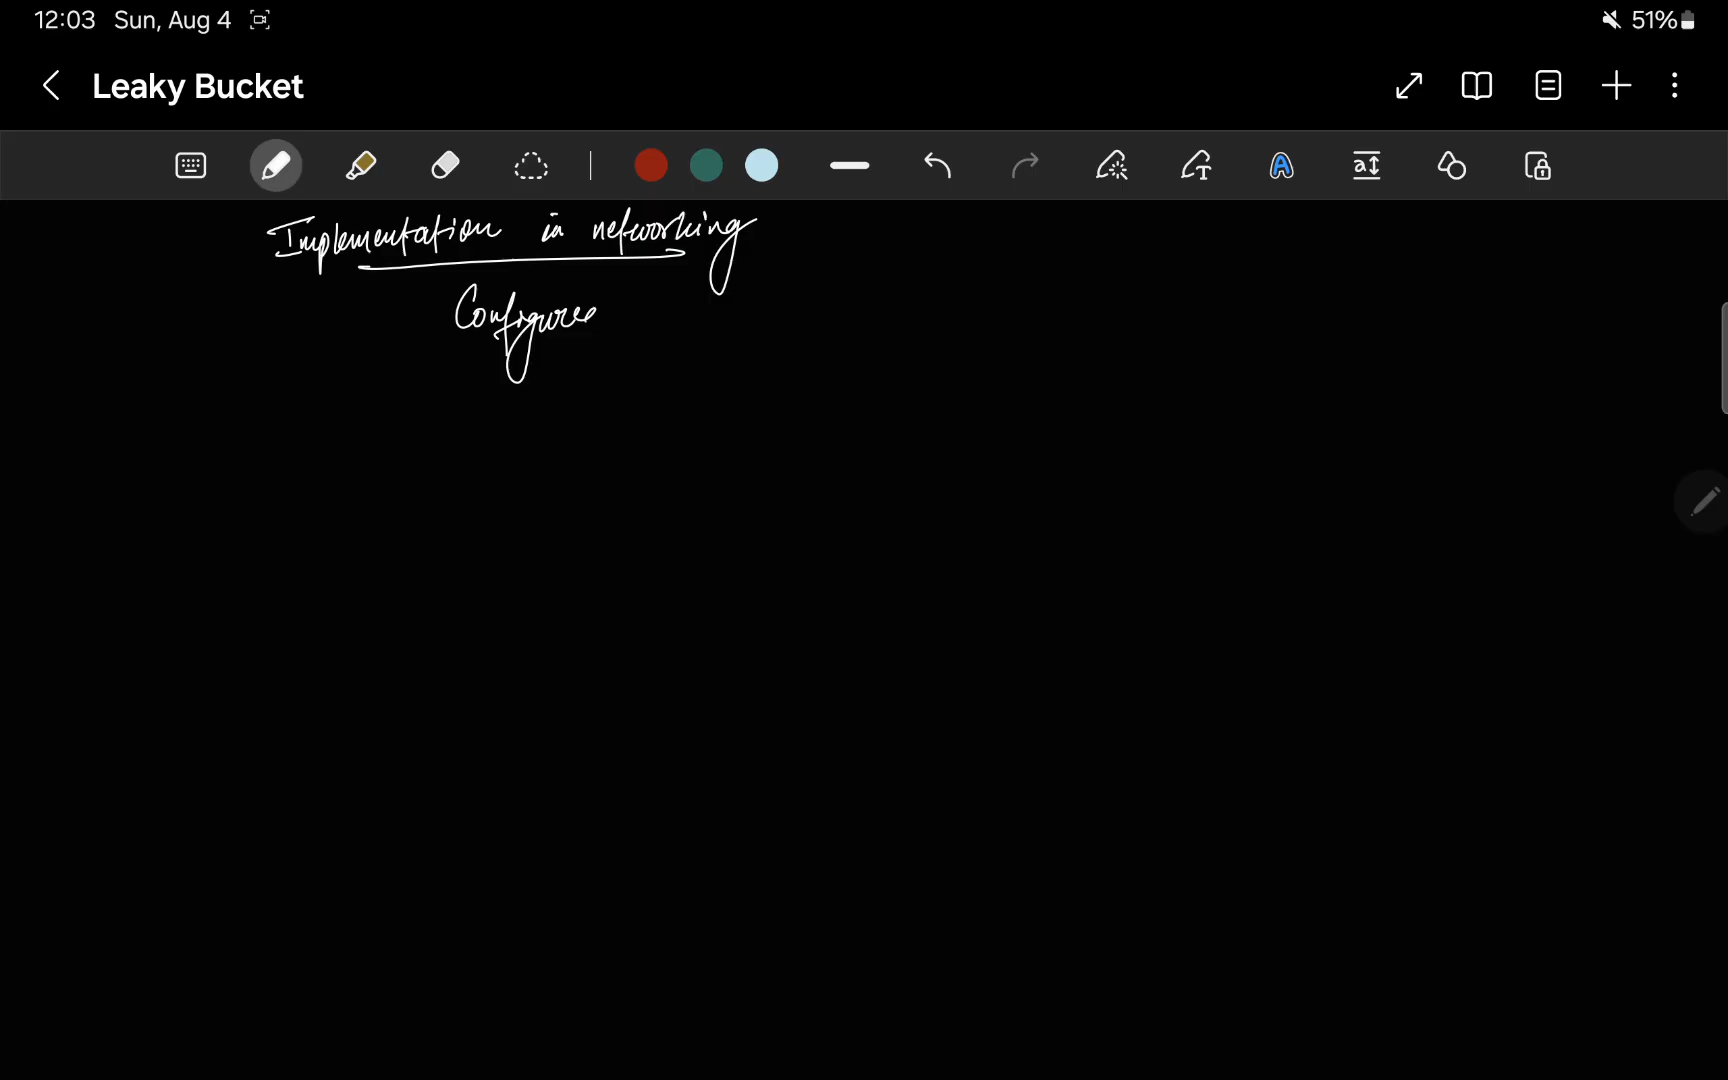 12:03 Sun, Aug 4 51%
Leaky Bucket
Implementation in networking
Configure